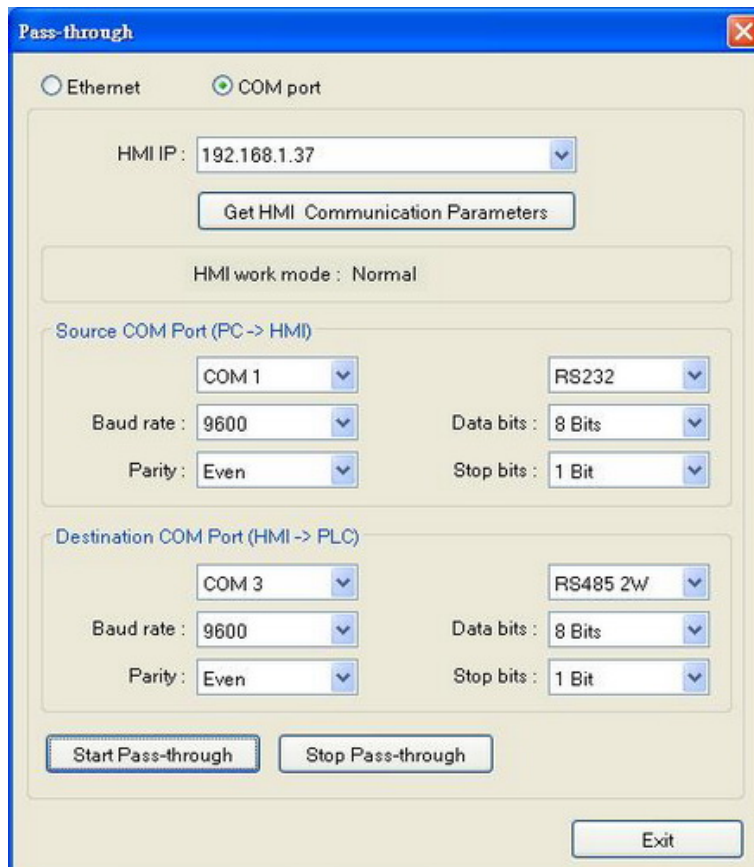 Pass-through
Ethernet COM port
HMI IP : 192.168.1.37
Get HMI Communication Parameters
HMI work mode : Normal
Source COM Port (PC -> HMI)
COM 1 RS232
Baud rate : 9600 Data bits : 8 Bits
Parity : Even Stop bits : 1 Bit
Destination COM Port (HMI -> PLC)
COM 3 RS485 2W
Baud rate : 9600 Data bits : 8 Bits
Parity : Even Stop bits : 1 Bit
Start Pass-through Stop Pass-through
Exit